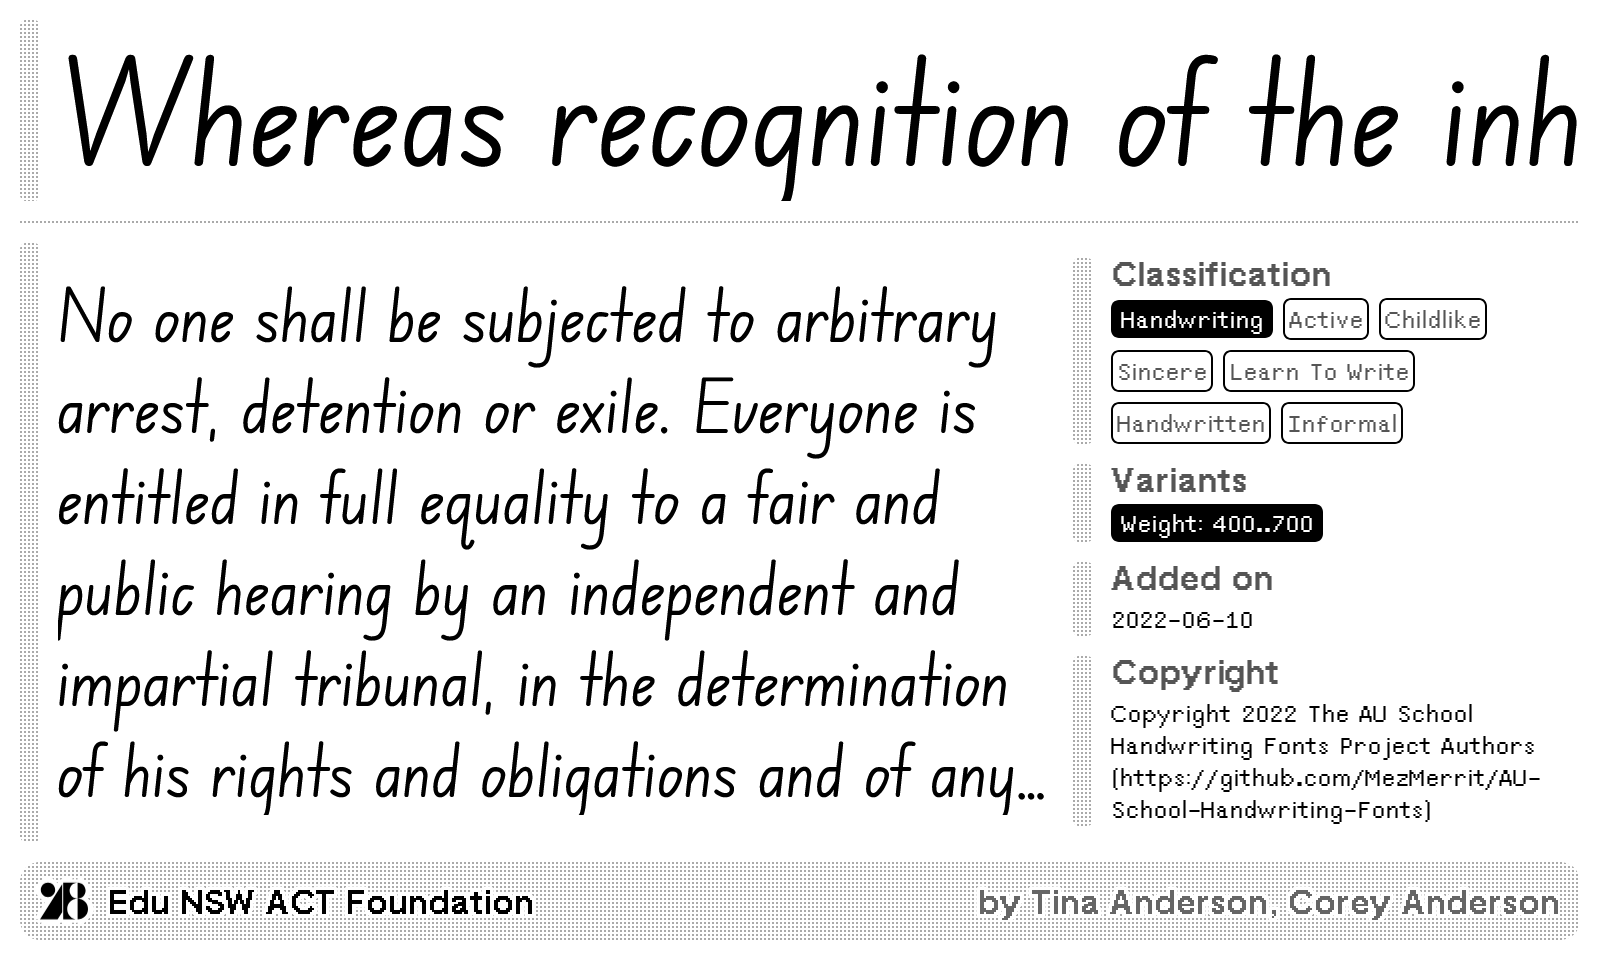 Whereas recognition of the inh
No one shall be subjected to arbitrary
arrest, detention or exile. Everyone is
entitled in full equality to a fair and
public hearing by an independent and
impartial tribunal, in the determination
of his rights and obligations and of any...
Classification
Handwriting Active Childlike
Sincere Learn To Write
Handwritten Informal
Variants
Weight: 400..700
Added on
2022-06-10
Copyright
Copyright 2022 The AU School
Handwriting Fonts Project Authors
(https://github.com/MezMerrit/AU-
School-Handwriting-Fonts)
Edu NSW ACT Foundation
by Tina Anderson, Corey Anderson